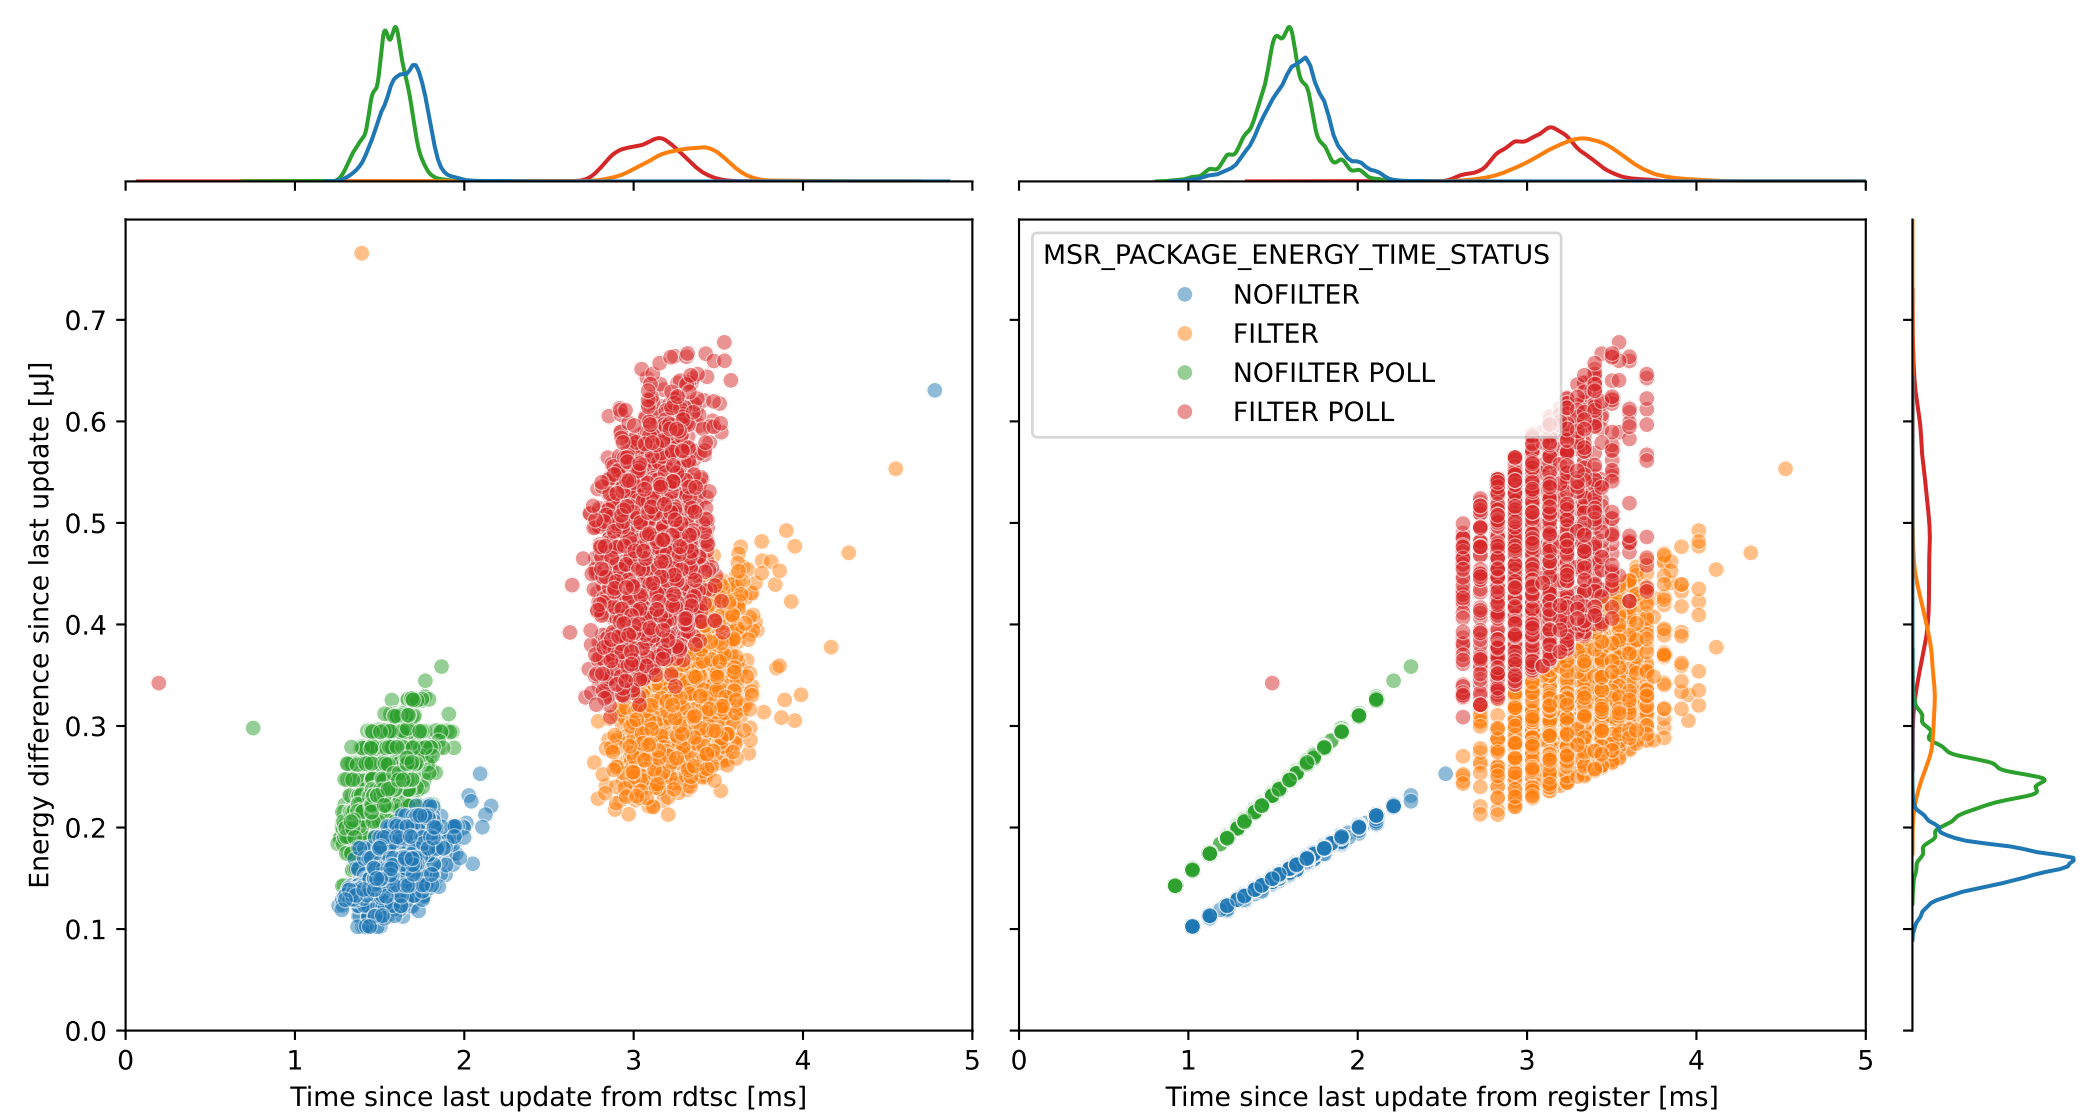 0.7
0.6
0.5
0.4
0.3
0.2
0.1
0.0
Energy difference since last update [µJ]
0 1 2 3 4 5
Time since last update from rdtsc [ms]
MSR_PACKAGE_ENERGY_TIME_STATUS
NOFILTER
FILTER
NOFILTER POLL
FILTER POLL
0 1 2 3 4 5
Time since last update from register [ms]